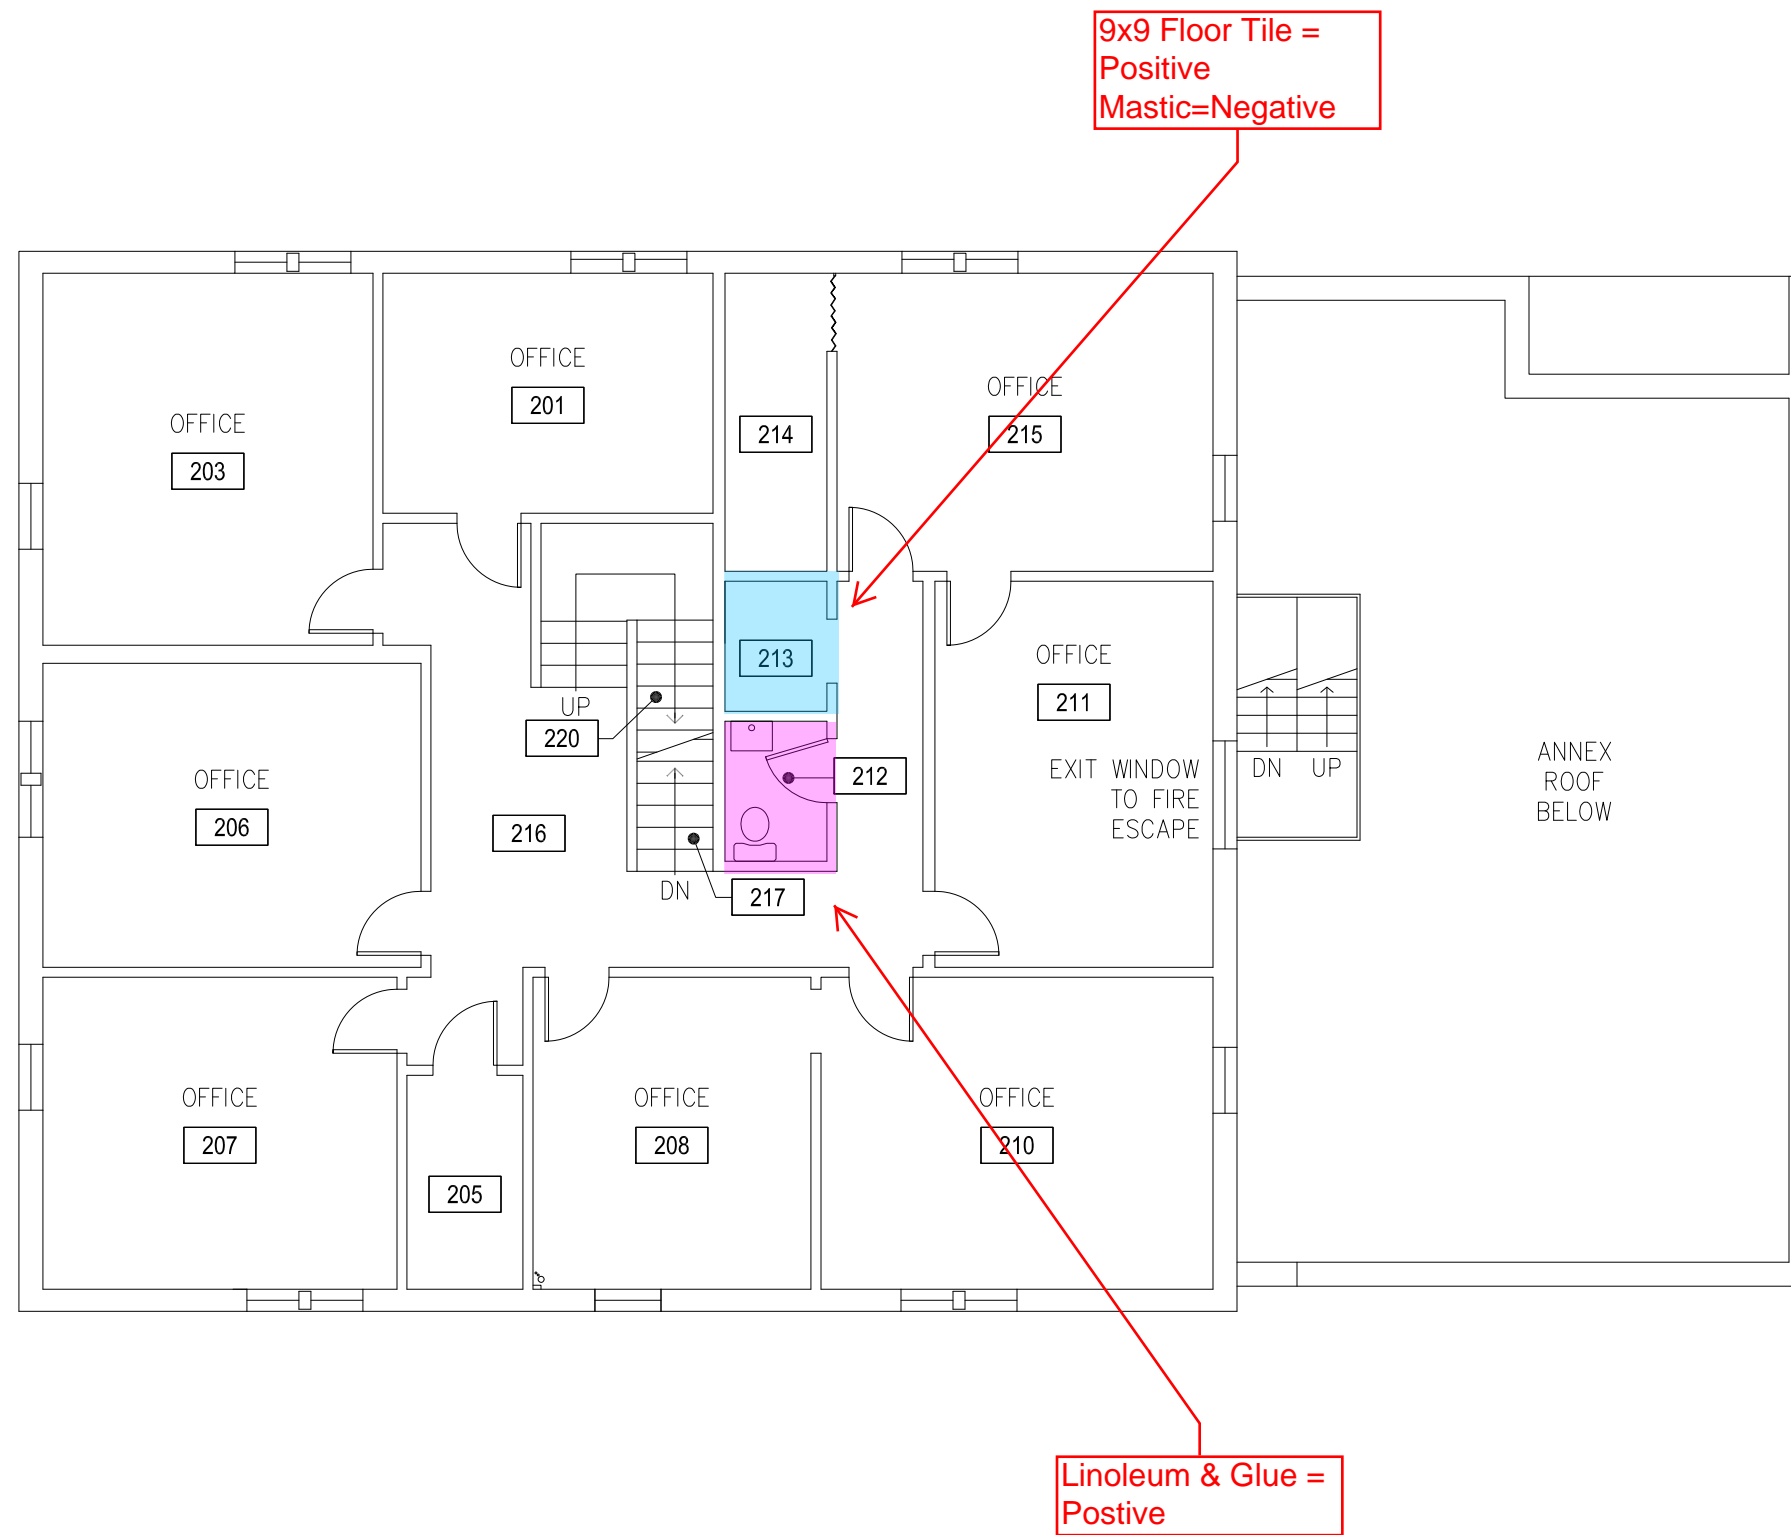 9x9 Floor Tile =
Positive
Mastic=Negative
OFFICE
201
OFFICE
203
OFFICE
215
214
213
OFFICE
211
UP
220
212
EXIT WINDOW
TO FIRE
ESCAPE
DN UP
ANNEX
ROOF
BELOW
OFFICE
206
216
DN
217
OFFICE
207
205
OFFICE
208
OFFICE
210
Linoleum & Glue =
Postive